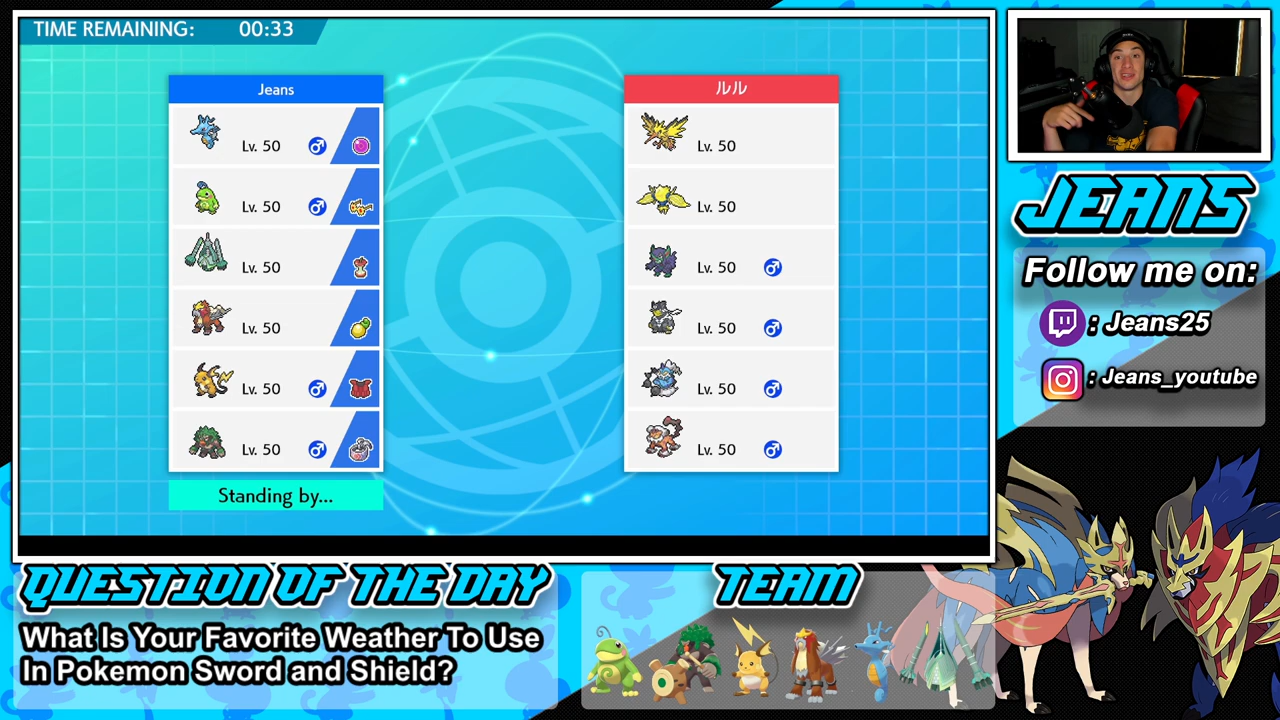 TIME REMAINING: 00:33
Jeans
Lv. 50
Lv. 50
Lv. 50
Lv. 50
Lv. 50
Lv. 50
Standing by...
ルル
Lv. 50
Lv. 50
Lv. 50
Lv. 50
Lv. 50
Lv. 50
JEANS
Follow me on:
: Jeans25
: Jeans_youtube
QUESTION OF THE DAY
What Is Your Favorite Weather To Use
In Pokemon Sword and Shield?
TEAM